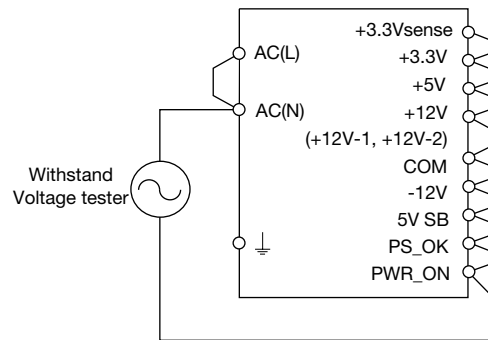 AC(L)
AC(N)
Withstand
Voltage tester
+3.3Vsense
+3.3V
+5V
+12V
(+12V-1, +12V-2)
COM
-12V
5V SB
PS_OK
PWR_ON